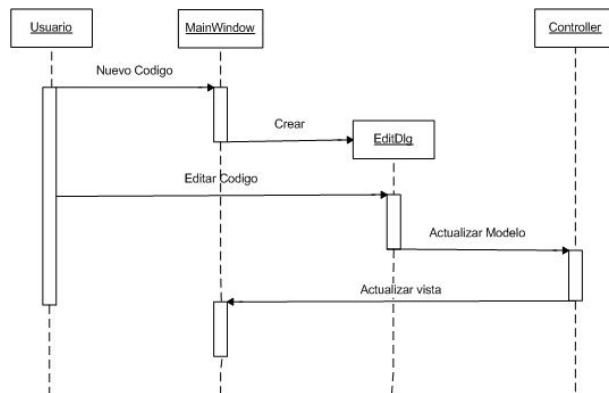 Usuario
MainWindow
Controller
Nuevo Codigo
Crear
EditDlg
Editar Codigo
Actualizar Modelo
Actualizar vista